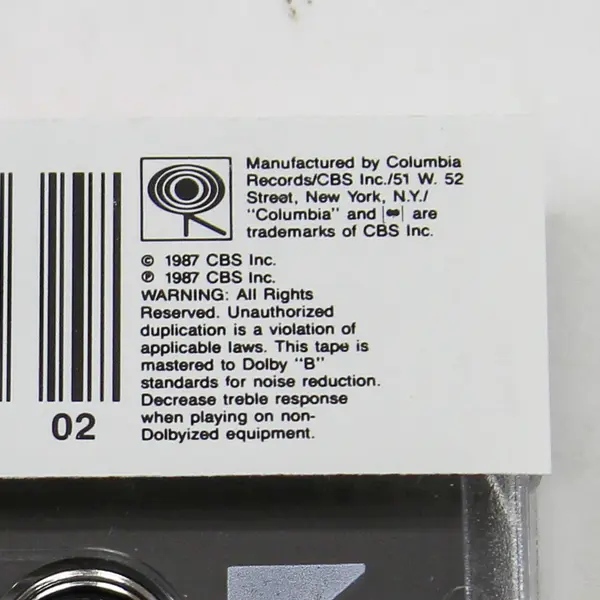 Manufactured by Columbia
Records/CBS Inc./51 W. 52
Street, New York, N.Y./
"Columbia" and are
trademarks of CBS Inc.
© 1987 CBS Inc.
℗ 1987 CBS Inc.
WARNING: All Rights
Reserved. Unauthorized
duplication is a violation of
applicable laws. This tape is
mastered to Dolby "B"
standards for noise reduction.
Decrease treble response
when playing on non-
Dolbyized equipment.
02